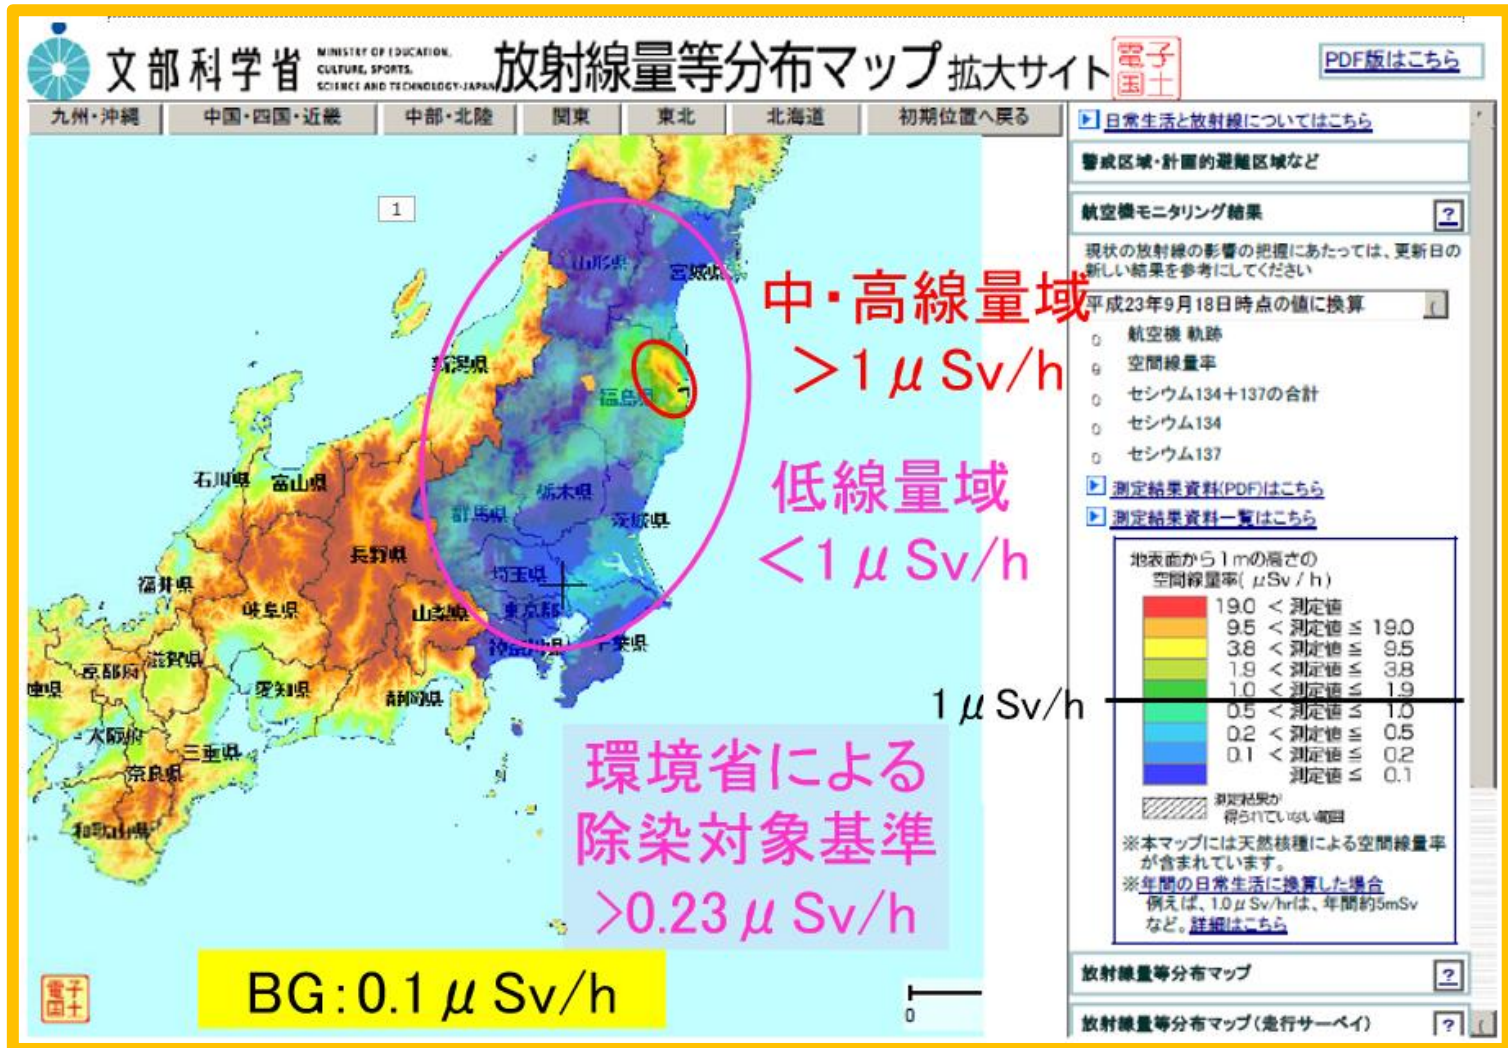 文部科学省
MINISTRY OF EDUCATION,
CULTURE, SPORTS,
SCIENCE AND TECHNOLOGY-JAPAN
放射線量等分布マップ 拡大サイト
電子
国土
PDF版はこちら
九州・沖縄 中国・四国・近畿 中部・北陸 関東 東北 北海道 初期位置へ戻る
1
山形県
宮城県
新潟県
福島県
石川県
富山県
栃木県
群馬県
茨城県
長野県
福井県
埼玉県
岐阜県
山梨県
東京都
神奈川県
千葉県
滋賀県
京都府
庫県
愛知県
静岡県
大阪府
三重県
奈良県
和歌山県
中・高線量域
>1μSv/h
低線量域
<1μSv/h
1μSv/h
環境省による
除染対象基準
>0.23μSv/h
BG:0.1μSv/h
電子
国土
0
日常生活と放射線についてはこちら
警戒区域・計画的避難区域など
航空機モニタリング結果 ?
現状の放射線の影響の把握にあたっては、更新日の
新しい結果を参考にしてください
平成23年9月18日時点の値に換算
航空機 軌跡
空間線量率
セシウム134+137の合計
セシウム134
セシウム137
測定結果資料(PDF)はこちら
測定結果資料一覧はこちら
地表面から1mの高さの
空間線量率(μSv/h)
19.0 < 測定値
9.5 < 測定値 ≦ 19.0
3.8 < 測定値 ≦ 9.5
1.9 < 測定値 ≦ 3.8
1.0 < 測定値 ≦ 1.9
0.5 < 測定値 ≦ 1.0
0.2 < 測定値 ≦ 0.5
0.1 < 測定値 ≦ 0.2
測定値 ≦ 0.1
測定結果が
得られていない範囲
※本マップには天然核種による空間線量率
が含まれています。
※年間の日常生活に換算した場合
例えば、1.0μSv/hrは、年間約5mSv
など。詳細はこちら
放射線量等分布マップ ?
放射線量等分布マップ(走行サーベイ) ?